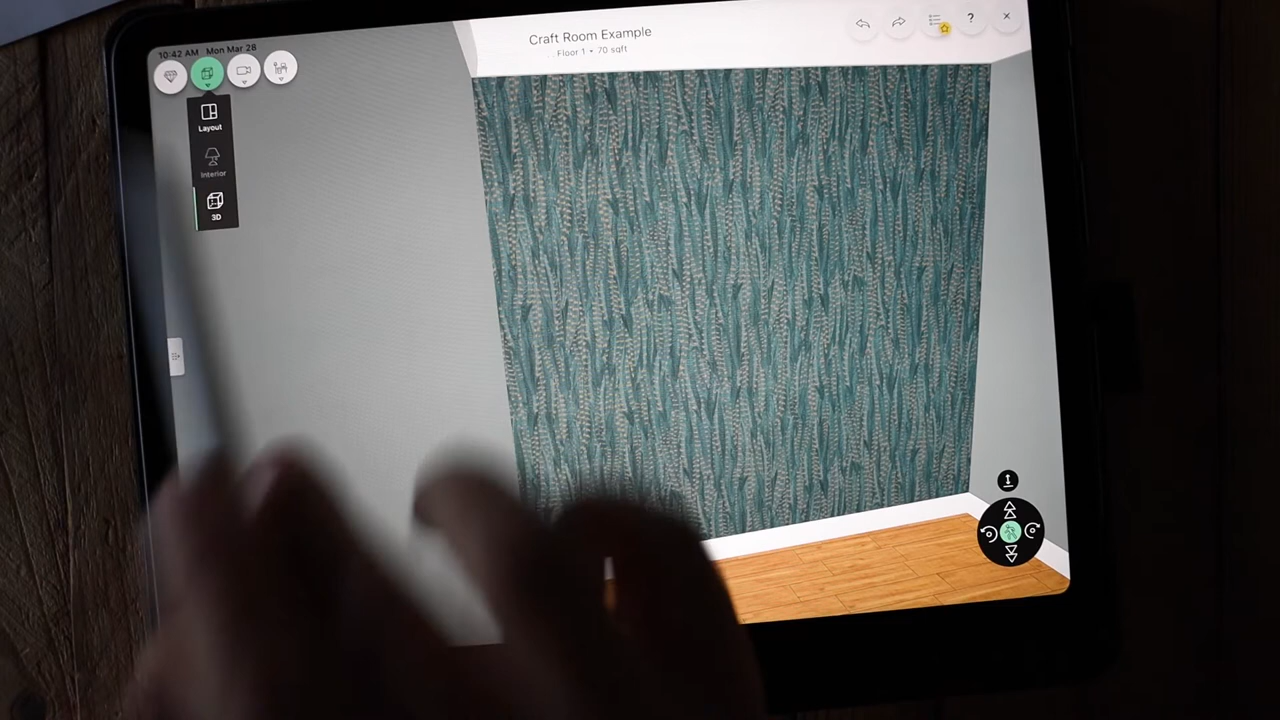 10:42 AM Mon Mar 28
Craft Room Example
Floor 1 • 70 sqft
?
Layout
Interior
3D